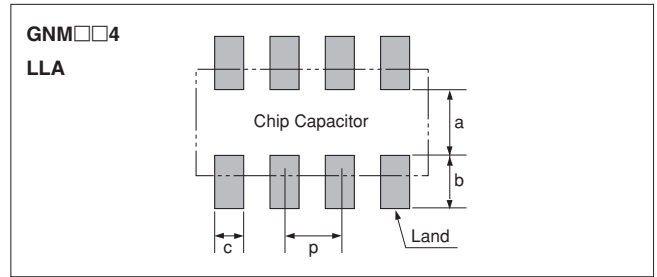 GNM□□4
LLA
Chip Capacitor
a
b
c
p
Land